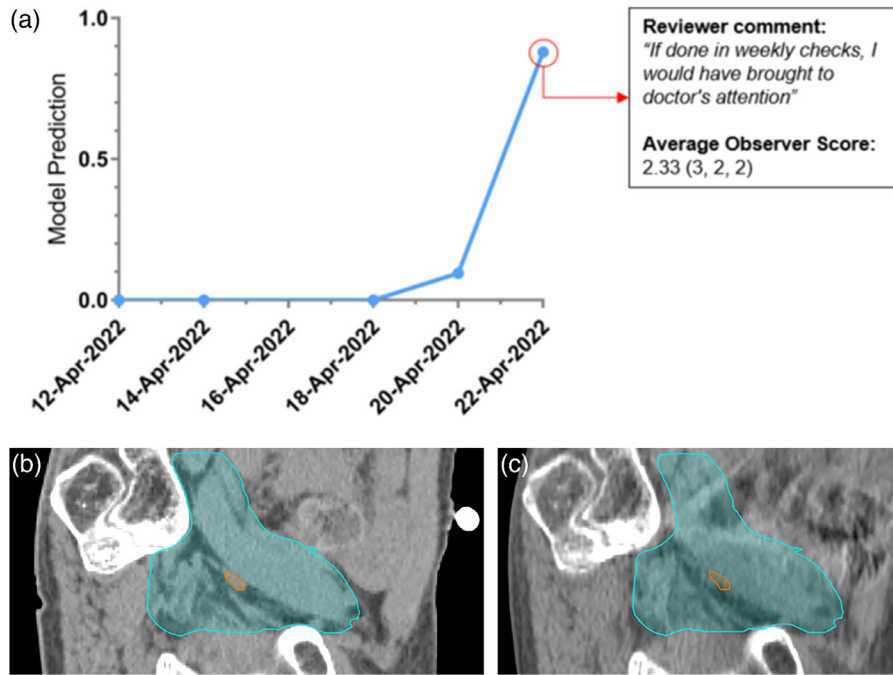 (a)
1.0
0.5
0.0
Model Prediction
12-Apr-2022
14-Apr-2022
16-Apr-2022
18-Apr-2022
20-Apr-2022
22-Apr-2022
Reviewer comment:
“If done in weekly checks, I
would have brought to
doctor's attention”
Average Observer Score:
2.33 (3, 2, 2)
(b)
(c)